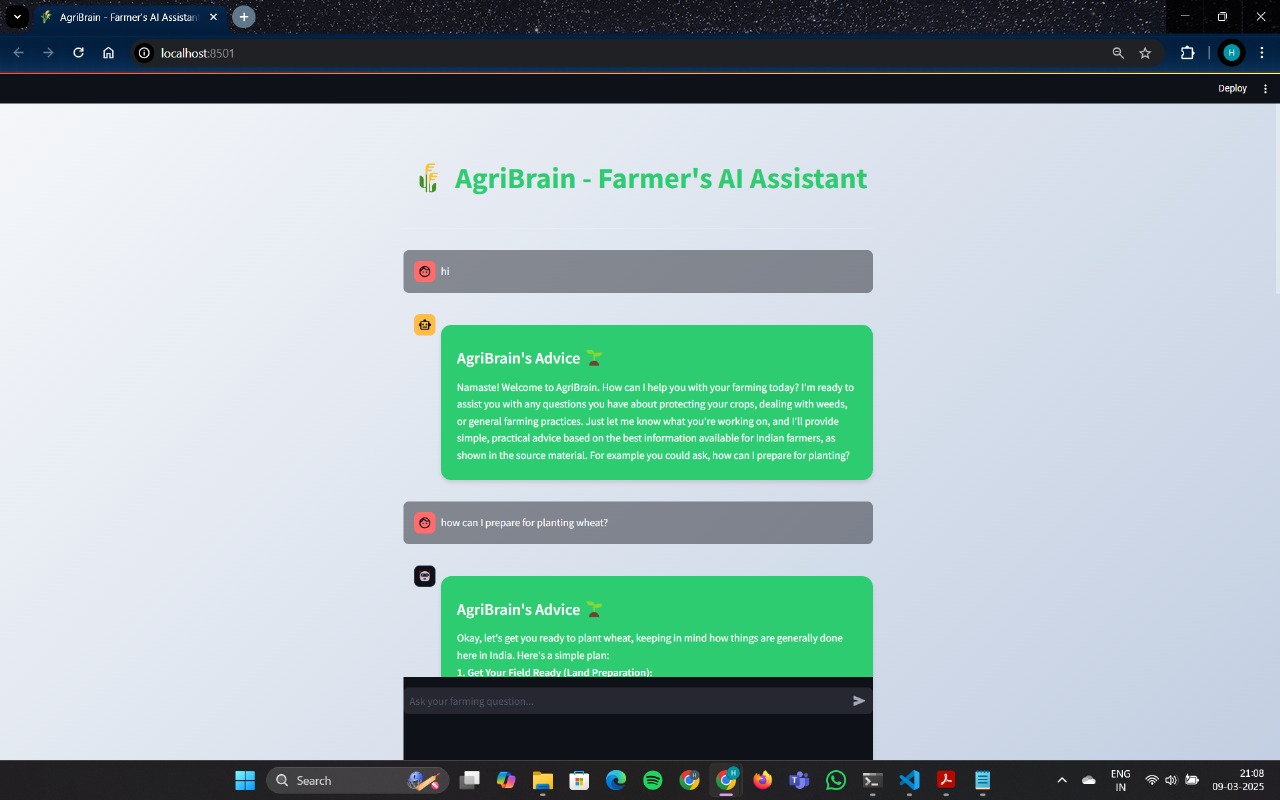 AgriBrain - Farmer's AI Assistan
localhost:8501
H
Deploy
AgriBrain - Farmer's AI Assistant
hi
AgriBrain's Advice
Namaste! Welcome to AgriBrain. How can I help you with your farming today? I'm ready to
assist you with any questions you have about protecting your crops, dealing with weeds,
or general farming practices. Just let me know what you're working on, and I'll provide
simple, practical advice based on the best information available for Indian farmers, as
shown in the source material. For example you could ask, how can I prepare for planting?
how can I prepare for planting wheat?
AgriBrain's Advice
Okay, let's get you ready to plant wheat, keeping in mind how things are generally done
here in India. Here's a simple plan:
1. Get Your Field Ready (Land Preparation):
Ask your farming question...
Search
H
ENG
IN
21:08
09-03-2025